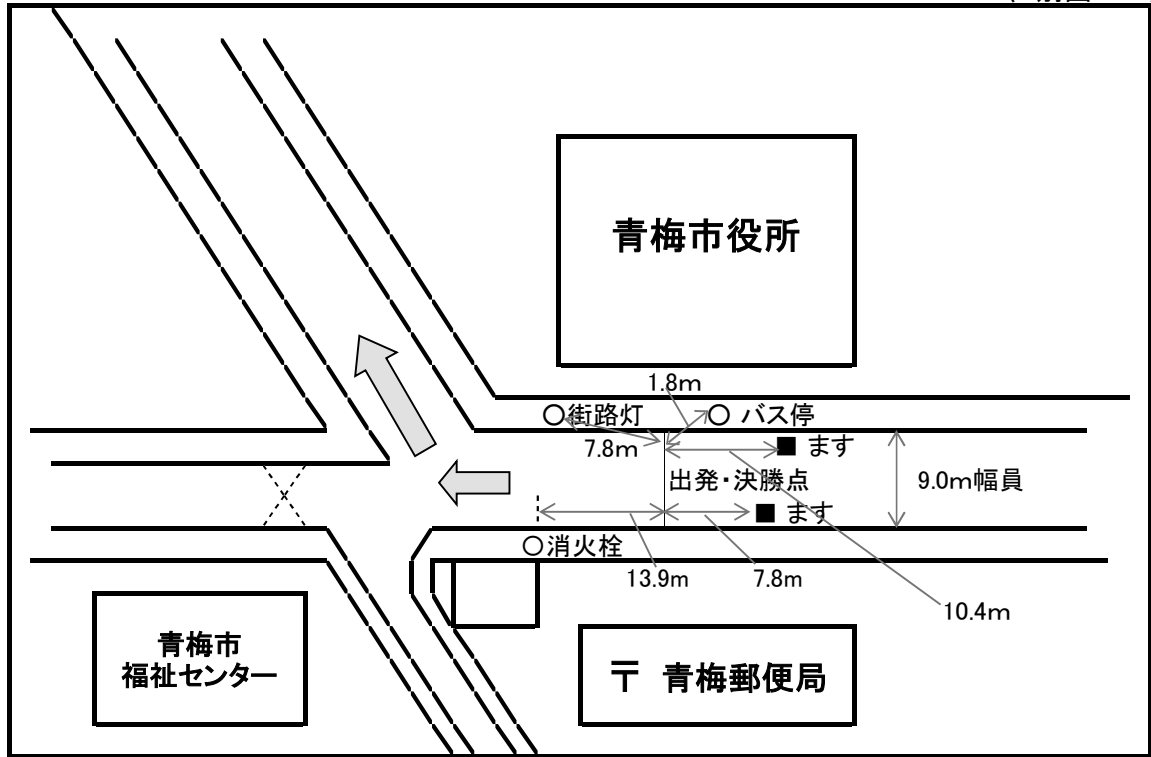 青梅市役所
1.8m
○街路灯
○ バス停
7.8m
■ ます
出発・決勝点
9.0m幅員
■ ます
○消火栓
13.9m
7.8m
10.4m
青梅市
福祉センター
〒 青梅郵便局